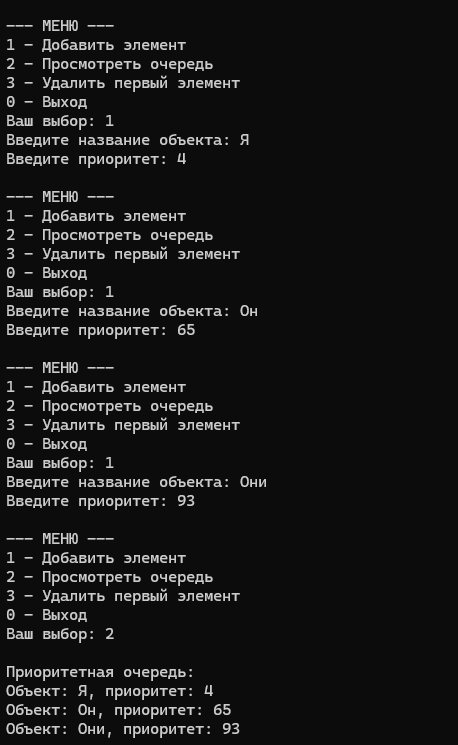 --- МЕНЮ ---
1 - Добавить элемент
2 - Просмотреть очередь
3 - Удалить первый элемент
0 - Выход
Ваш выбор: 1
Введите название объекта: Я
Введите приоритет: 4
--- МЕНЮ ---
1 - Добавить элемент
2 - Просмотреть очередь
3 - Удалить первый элемент
0 - Выход
Ваш выбор: 1
Введите название объекта: Он
Введите приоритет: 65
--- МЕНЮ ---
1 - Добавить элемент
2 - Просмотреть очередь
3 - Удалить первый элемент
0 - Выход
Ваш выбор: 1
Введите название объекта: Они
Введите приоритет: 93
--- МЕНЮ ---
1 - Добавить элемент
2 - Просмотреть очередь
3 - Удалить первый элемент
0 - Выход
Ваш выбор: 2
Приоритетная очередь:
Объект: Я, приоритет: 4
Объект: Он, приоритет: 65
Объект: Они, приоритет: 93